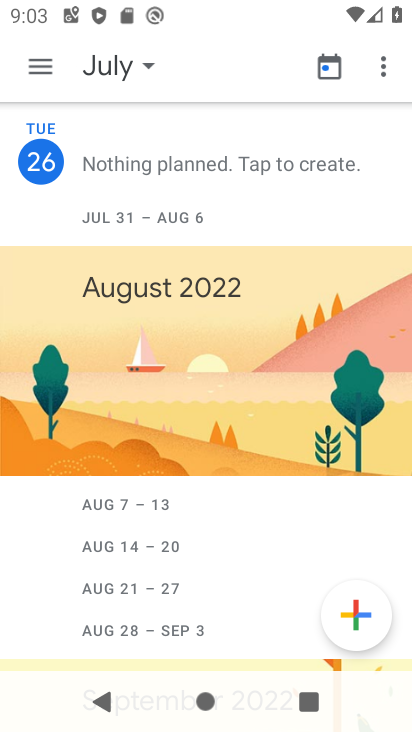 9:03
July
TUE
26
Nothing planned. Tap to create.
JUL 31 – AUG 6
August 2022
AUG 7 – 13
AUG 14 – 20
AUG 21 – 27
AUG 28 – SEP 3
September 2022